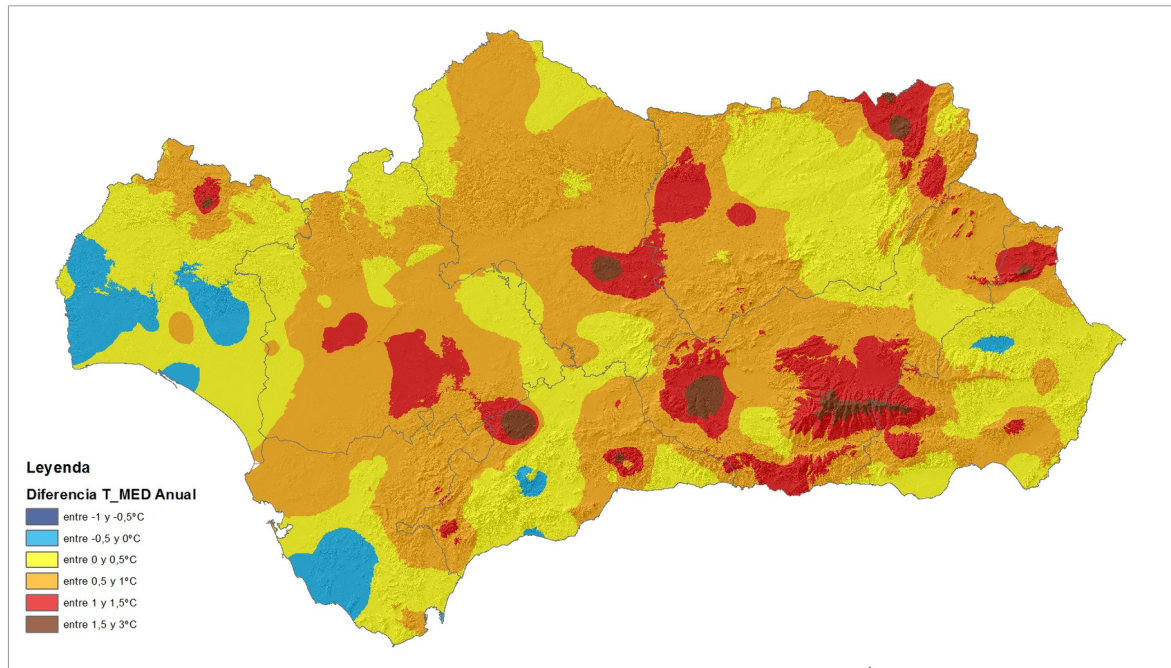 Leyenda
Diferencia T_MED Anual
entre -1 y -0,5ºC
entre -0,5 y 0ºC
entre 0 y 0,5ºC
entre 0,5 y 1ºC
entre 1 y 1,5ºC
entre 1,5 y 3ºC